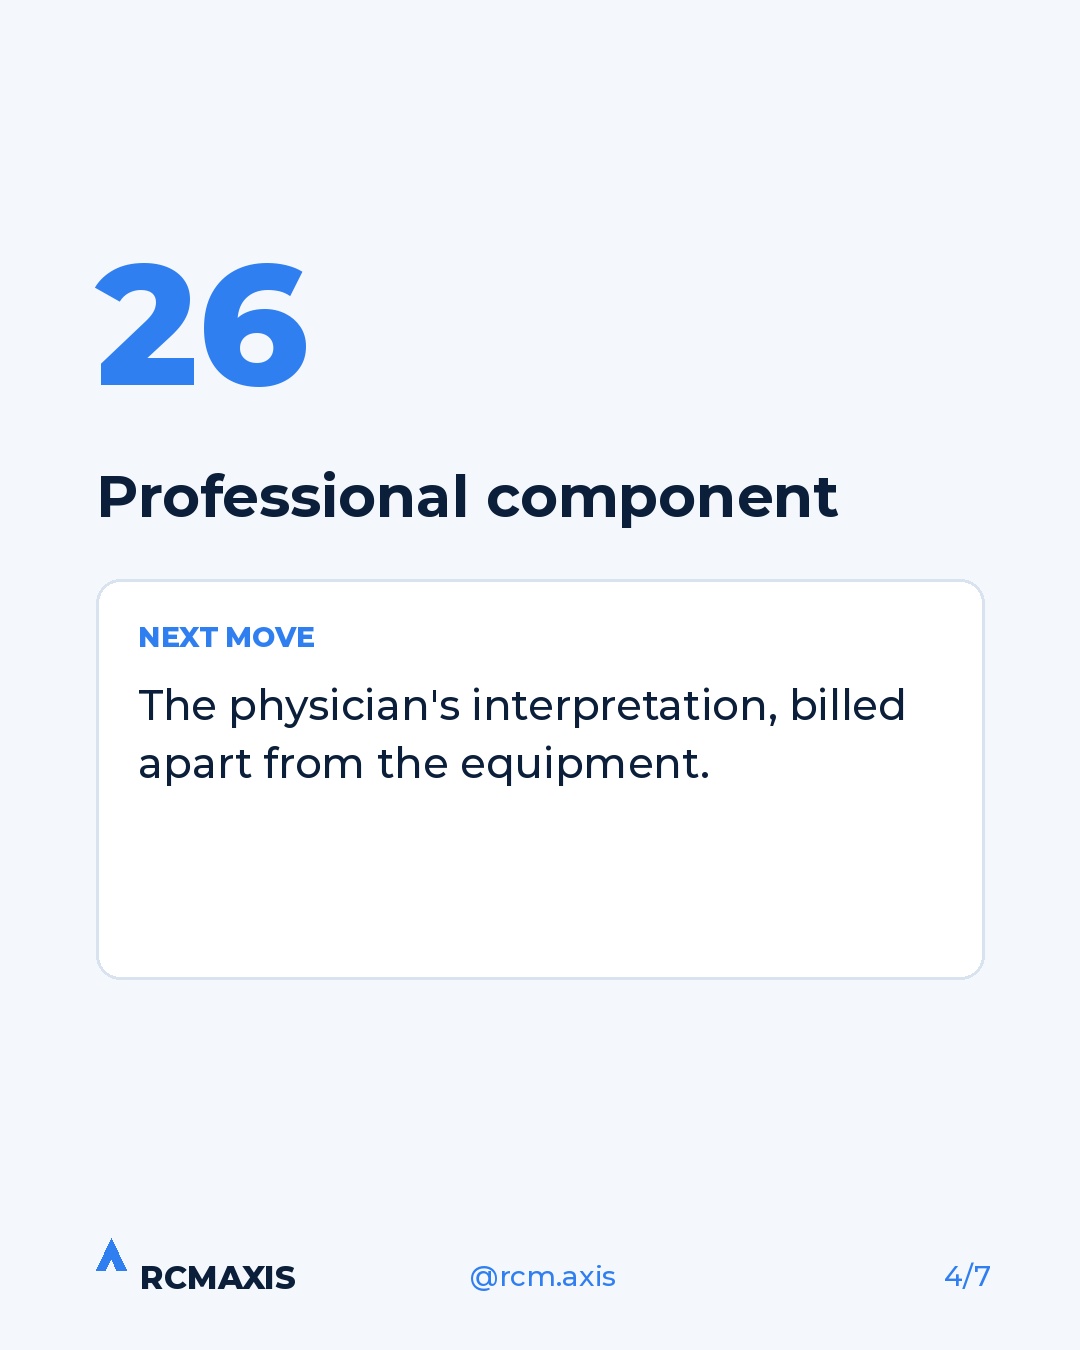 26
Professional component
NEXT MOVE
The physician's interpretation, billed
apart from the equipment.
RCMAXIS
@rcm.axis
4/7